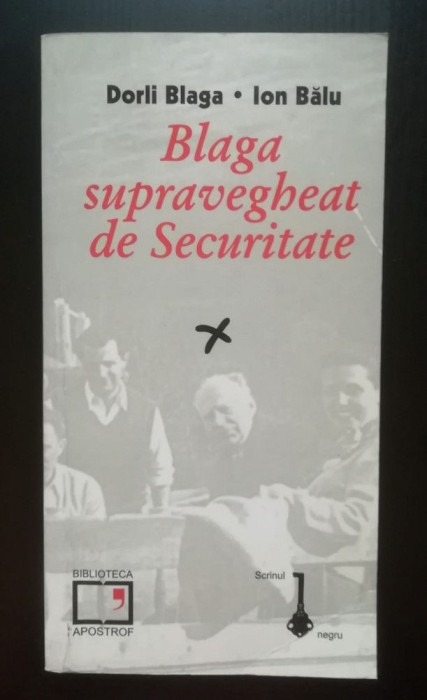 Dorli Blaga • Ion Bălu
Blaga
supravegheat
de Securitate
BIBLIOTECA
APOSTROF
Scrinul
negru